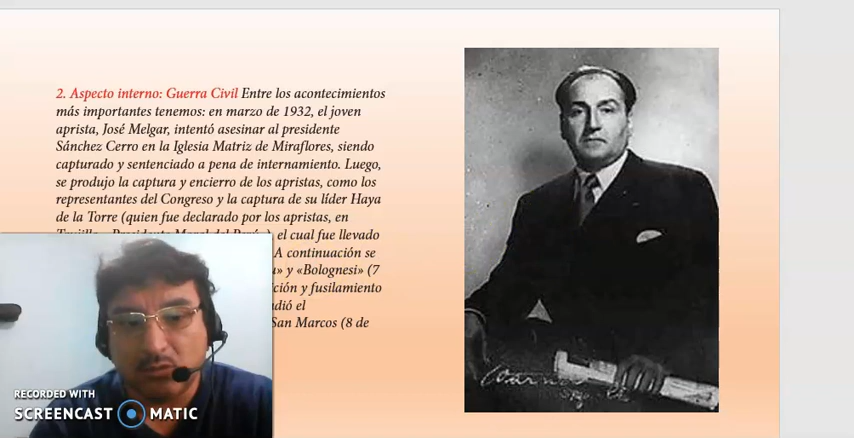 2. Aspecto interno: Guerra Civil Entre los acontecimientos
más importantes tenemos: en marzo de 1932, el joven
aprista, José Melgar, intentó asesinar al presidente
Sánchez Cerro en la Iglesia Matriz de Miraflores, siendo
capturado y sentenciado a pena de internamiento. Luego,
se produjo la captura y encierro de los apristas, como los
representantes del Congreso y la captura de su líder Haya
de la Torre (quien fue declarado por los apristas, en
el cual fue llevado
A continuación se
y «Bolognesi» (7
ción y fusilamiento
dió el
San Marcos (8 de
RECORDED WITH
SCREENCAST MATIC